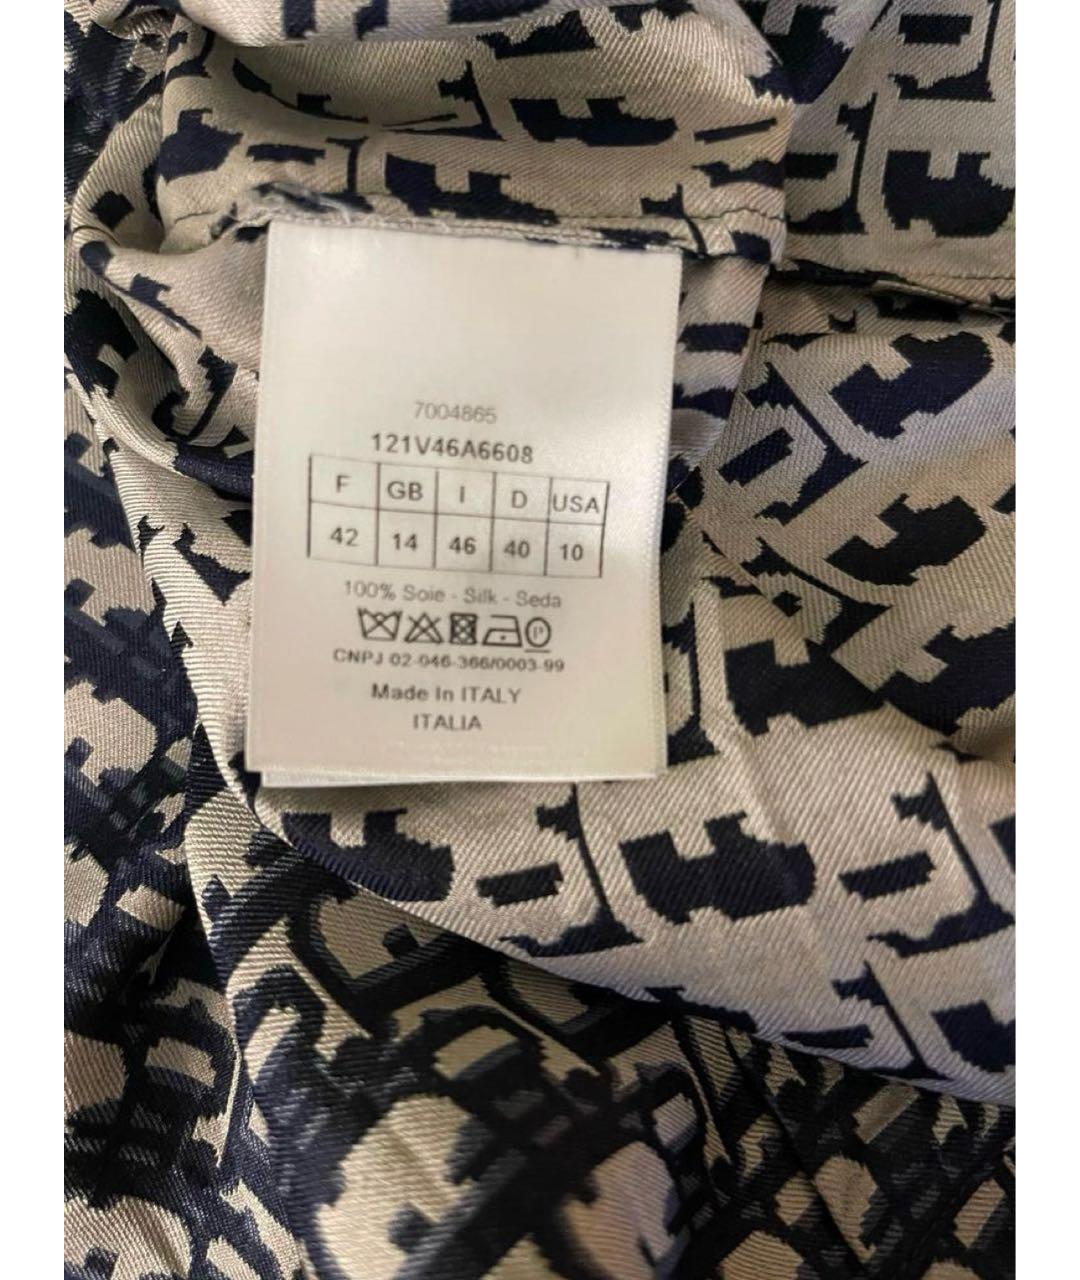 7004865
121V46A6608
F GB I D USA
42 14 46 40 10
100% Soie - Silk - Seda
P
CNPJ 02-046-366/0003-99
Made In ITALY
ITALIA